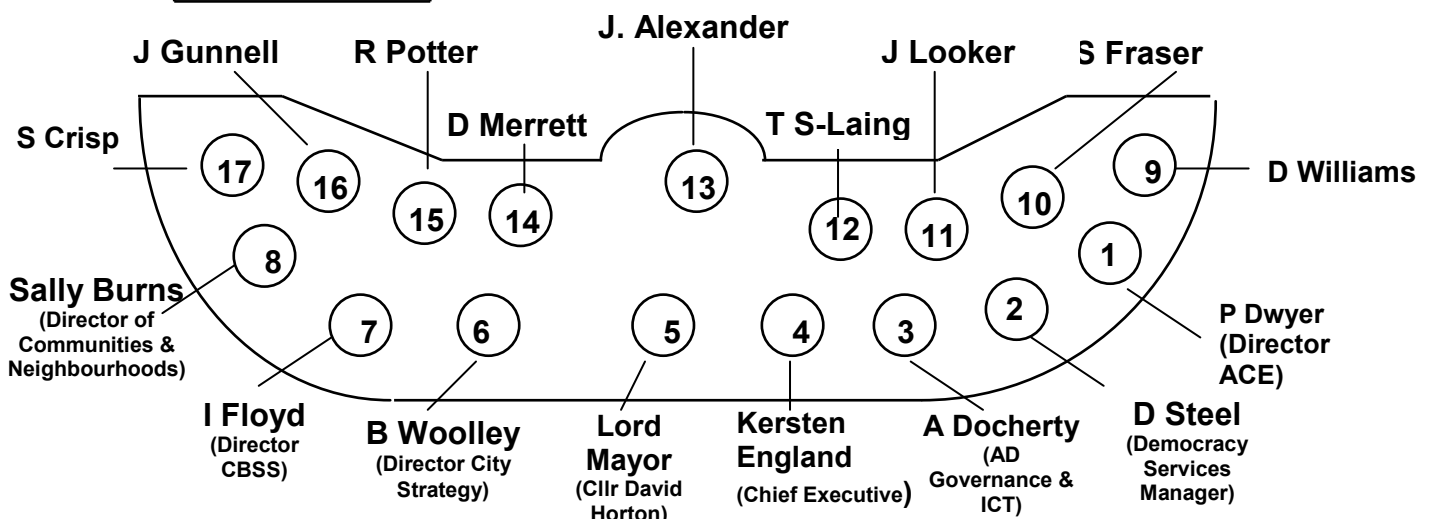 J. Alexander
J Gunnell
R Potter
J Looker
S Fraser
D Merrett
T S-Laing
S Crisp
D Williams
17
16
15
14
13
12
11
10
9
8
7
6
5
4
3
2
1
Sally Burns
(Director of
Communities &
Neighbourhoods)
I Floyd
(Director
CBSS)
B Woolley
(Director City
Strategy)
Lord
Mayor
(Cllr David
Horton)
Kersten
England
(Chief Executive)
A Docherty
(AD
Governance &
ICT)
D Steel
(Democracy
Services
Manager)
P Dwyer
(Director
ACE)